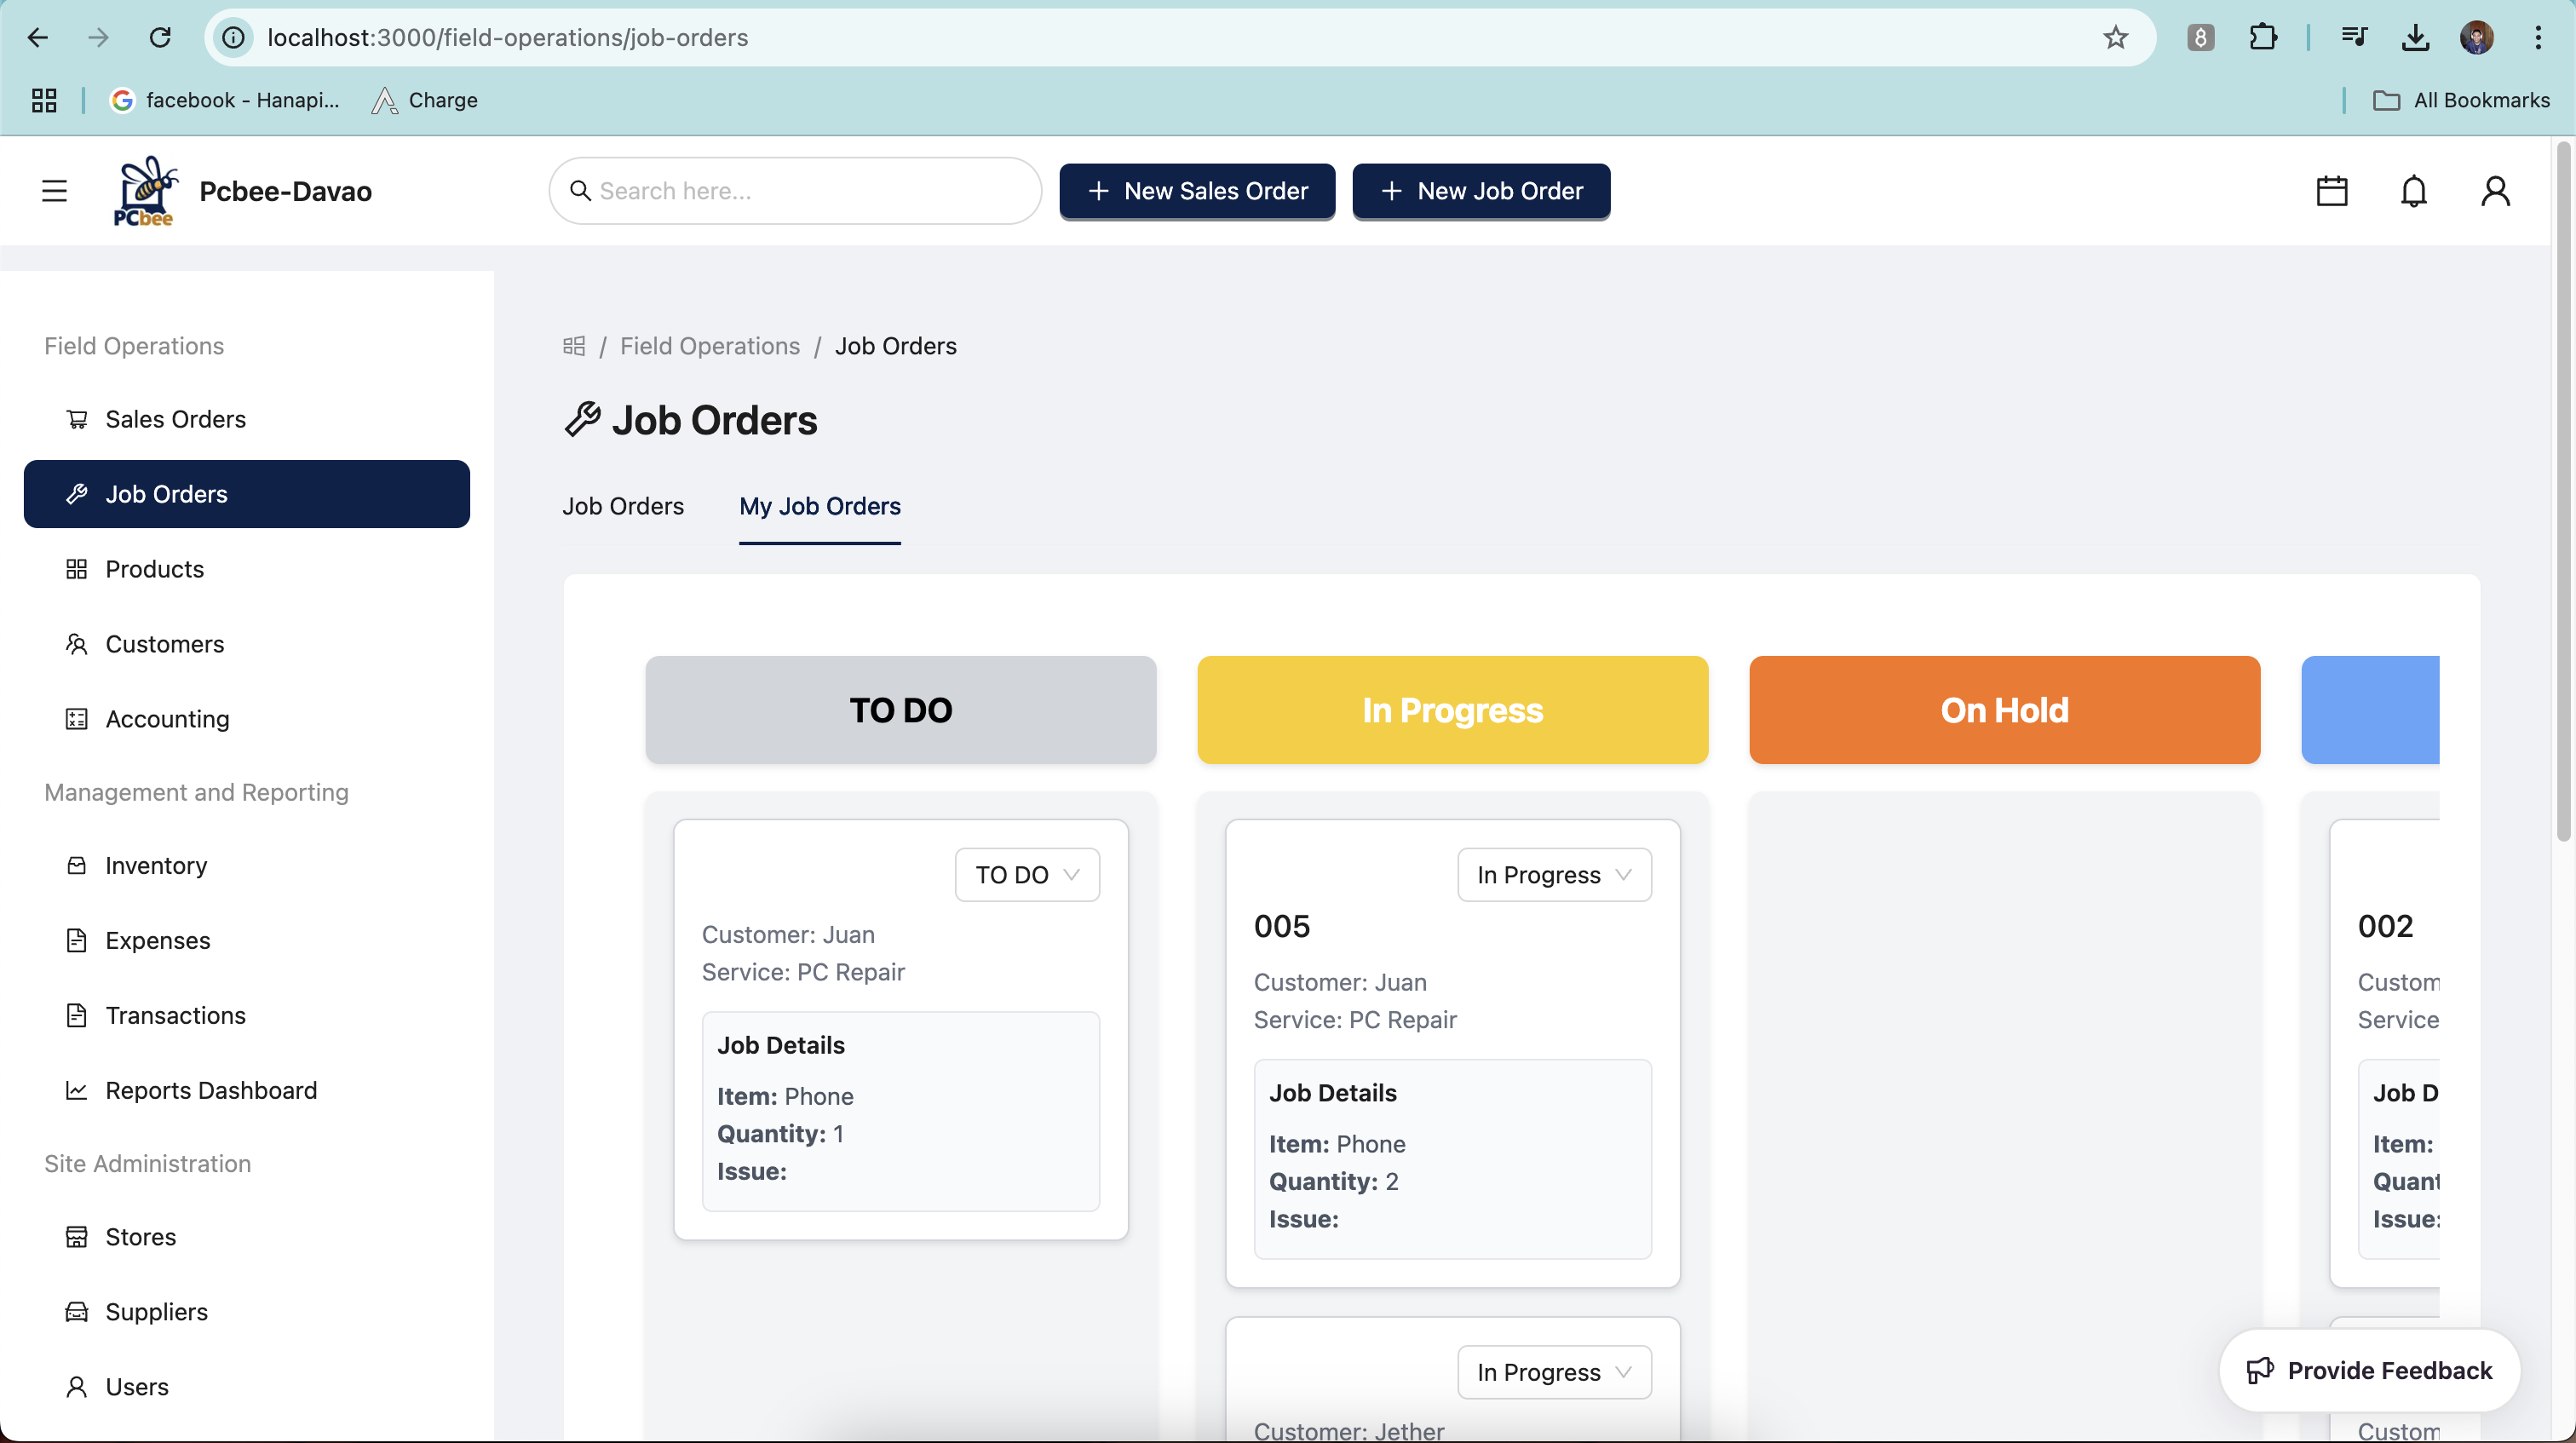 localhost:3000/field-operations/job-orders
8
facebook - Hanapi...
Charge
All Bookmarks
PCbee
Pcbee-Davao
Search here...
New Sales Order
New Job Order
Field Operations
Sales Orders
Job Orders
Products
Customers
Accounting
Management and Reporting
Inventory
Expenses
Transactions
Reports Dashboard
Site Administration
Stores
Suppliers
Users
/ Field Operations / Job Orders
Job Orders
Job Orders
My Job Orders
TO DO
TO DO
Customer: Juan
Service: PC Repair
Job Details
Item: Phone
Quantity: 1
Issue:
In Progress
In Progress
005
Customer: Juan
Service: PC Repair
Job Details
Item: Phone
Quantity: 2
Issue:
In Progress
Customer: Jether
On Hold
002
Custom
Service
Job D
Item:
Quant
Issue:
Custom
Provide Feedback